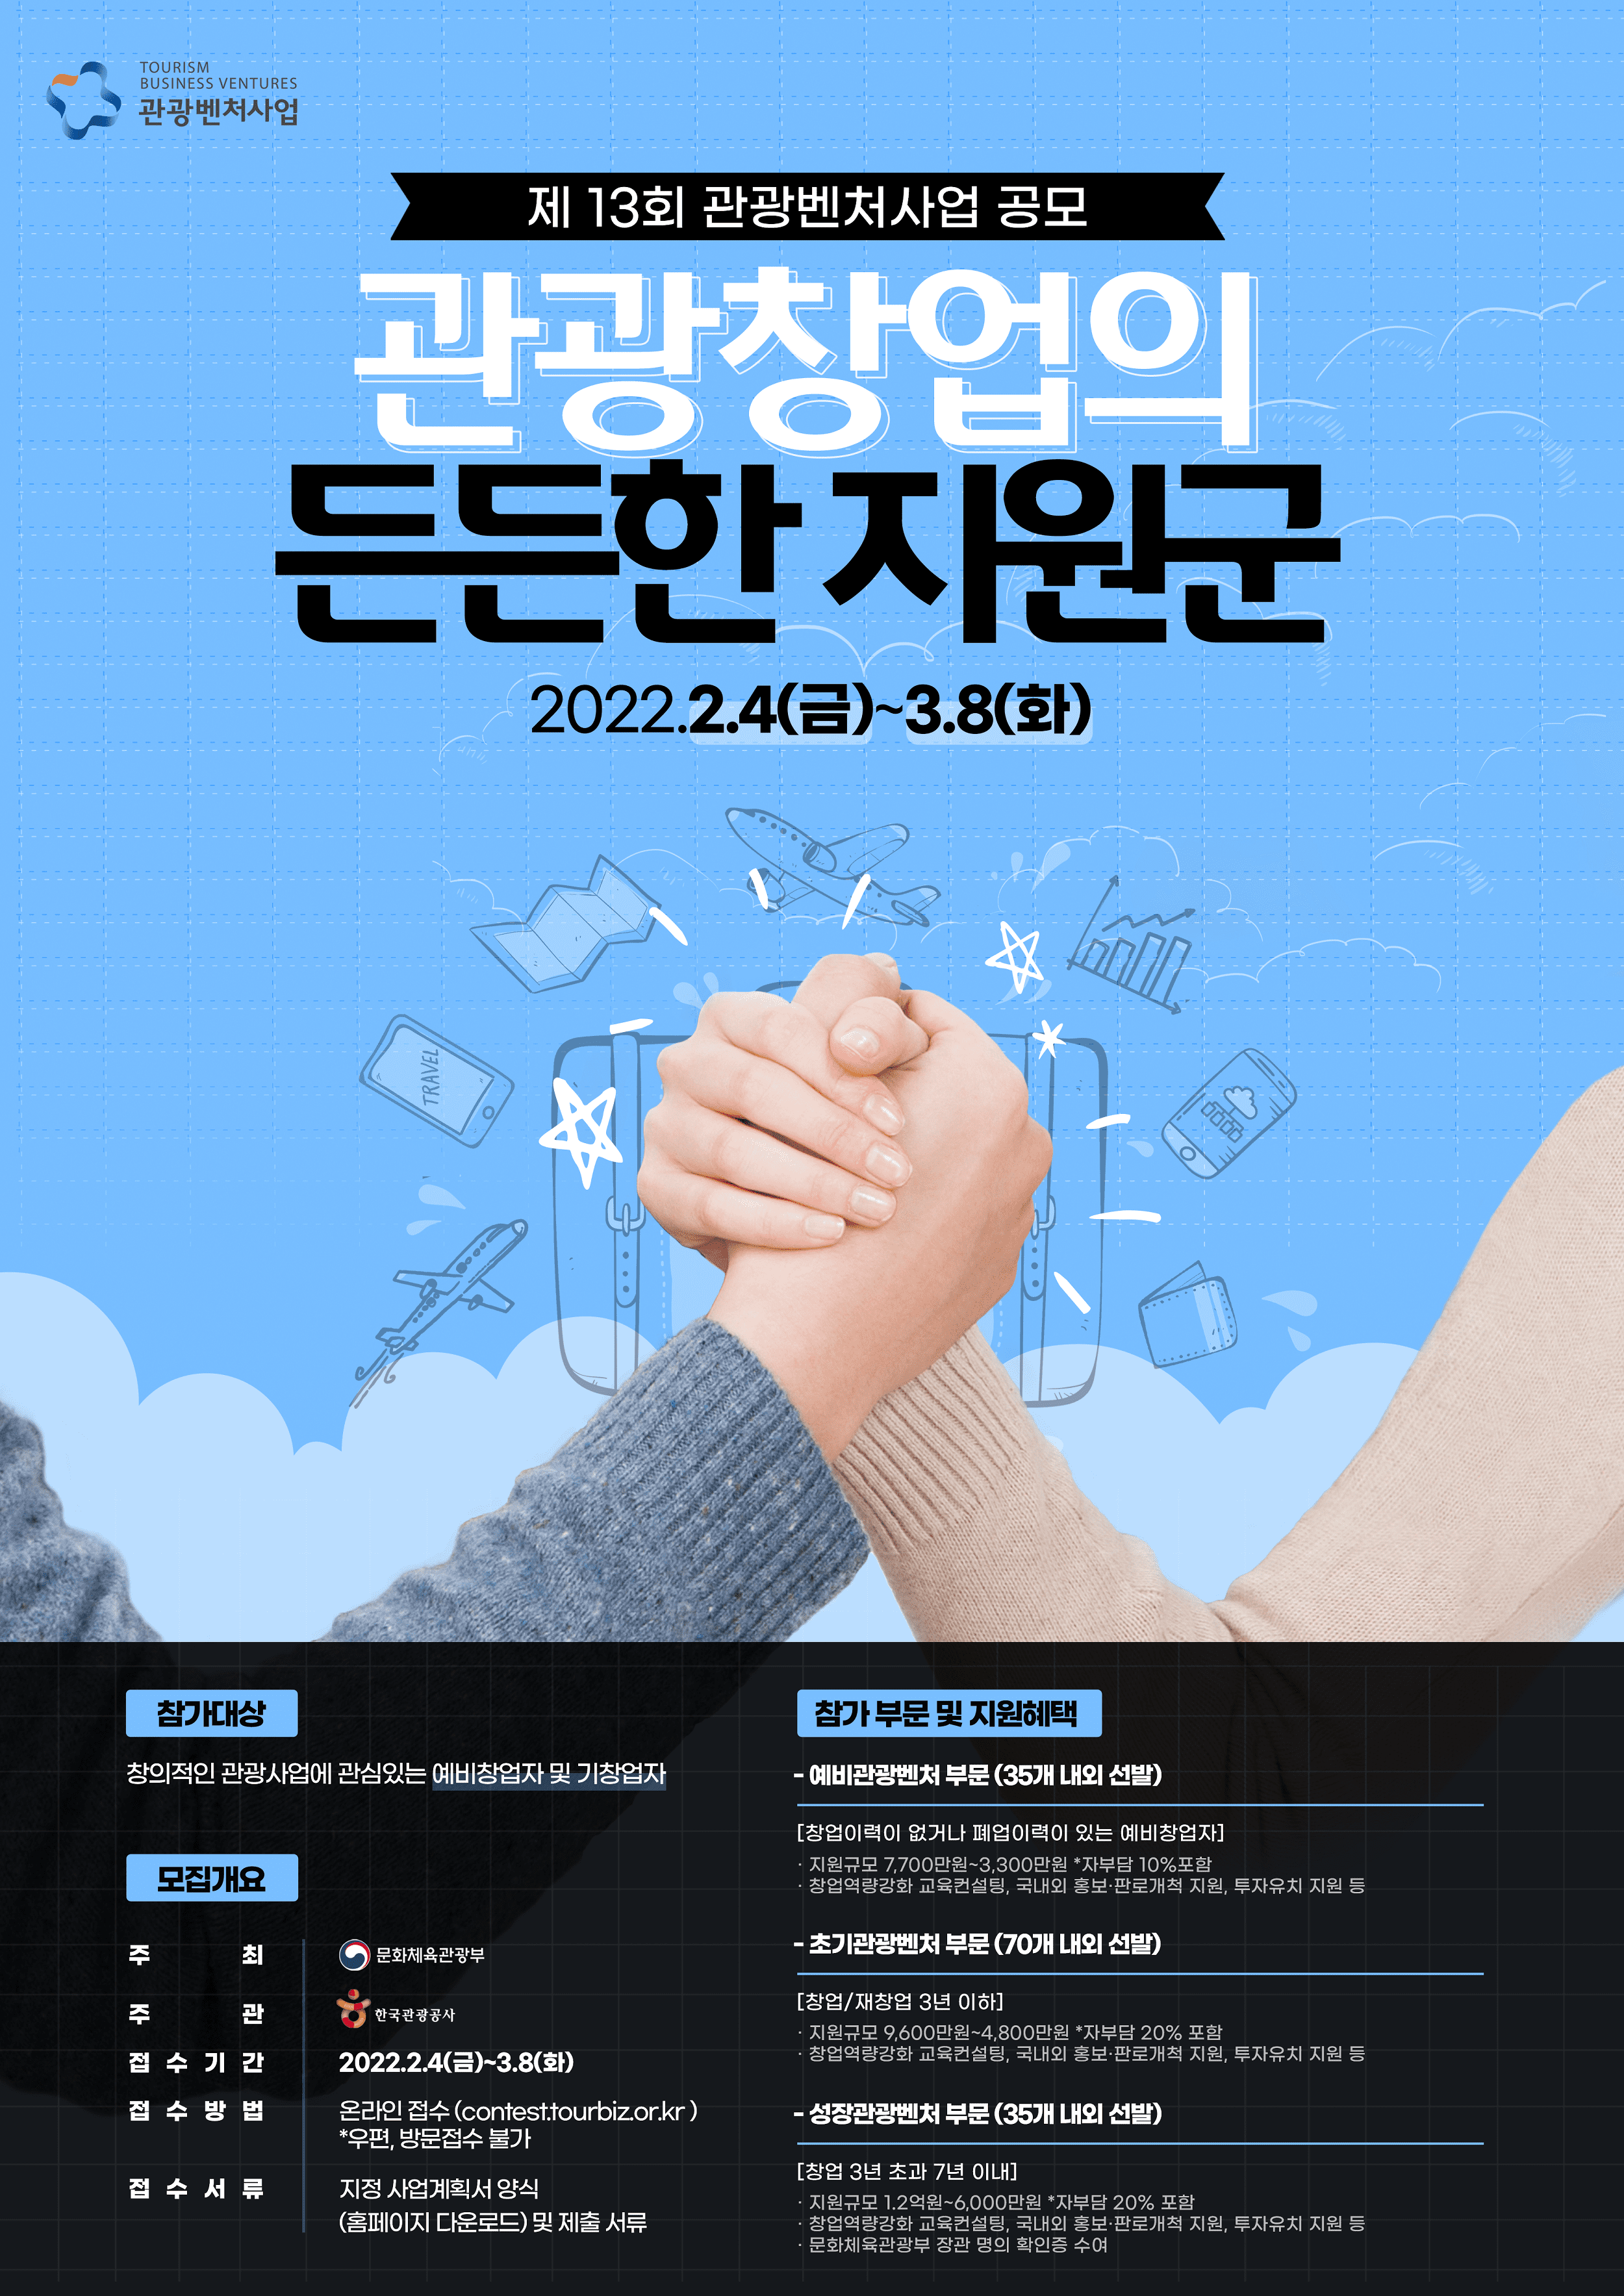 TOURISM
BUSINESS VENTURES
관광벤처사업
제 13회 관광벤처사업 공모
관광창업의
든든한 지원군
2022.2.4(금)~3.8(화)
TRAVEL
참가대상
창의적인 관광사업에 관심있는 예비창업자 및 기창업자
모집개요
주 최
문화체육관광부
주 관
한국관광공사
접 수 기 간
2022.2.4(금)~3.8(화)
접 수 방 법
온라인 접수 (contest.tourbiz.or.kr )
*우편, 방문접수 불가
접 수 서 류
지정 사업계획서 양식
(홈페이지 다운로드) 및 제출 서류
참가 부문 및 지원혜택
- 예비관광벤처 부문 (35개 내외 선발)
[창업이력이 없거나 폐업이력이 있는 예비창업자]
· 지원규모 7,700만원~3,300만원 *자부담 10%포함
· 창업역량강화 교육컨설팅, 국내외 홍보·판로개척 지원, 투자유치 지원 등
- 초기관광벤처 부문 (70개 내외 선발)
[창업/재창업 3년 이하]
· 지원규모 9,600만원~4,800만원 *자부담 20% 포함
· 창업역량강화 교육컨설팅, 국내외 홍보·판로개척 지원, 투자유치 지원 등
- 성장관광벤처 부문 (35개 내외 선발)
[창업 3년 초과 7년 이내]
· 지원규모 1.2억원~6,000만원 *자부담 20% 포함
· 창업역량강화 교육컨설팅, 국내외 홍보·판로개척 지원, 투자유치 지원 등
· 문화체육관광부 장관 명의 확인증 수여